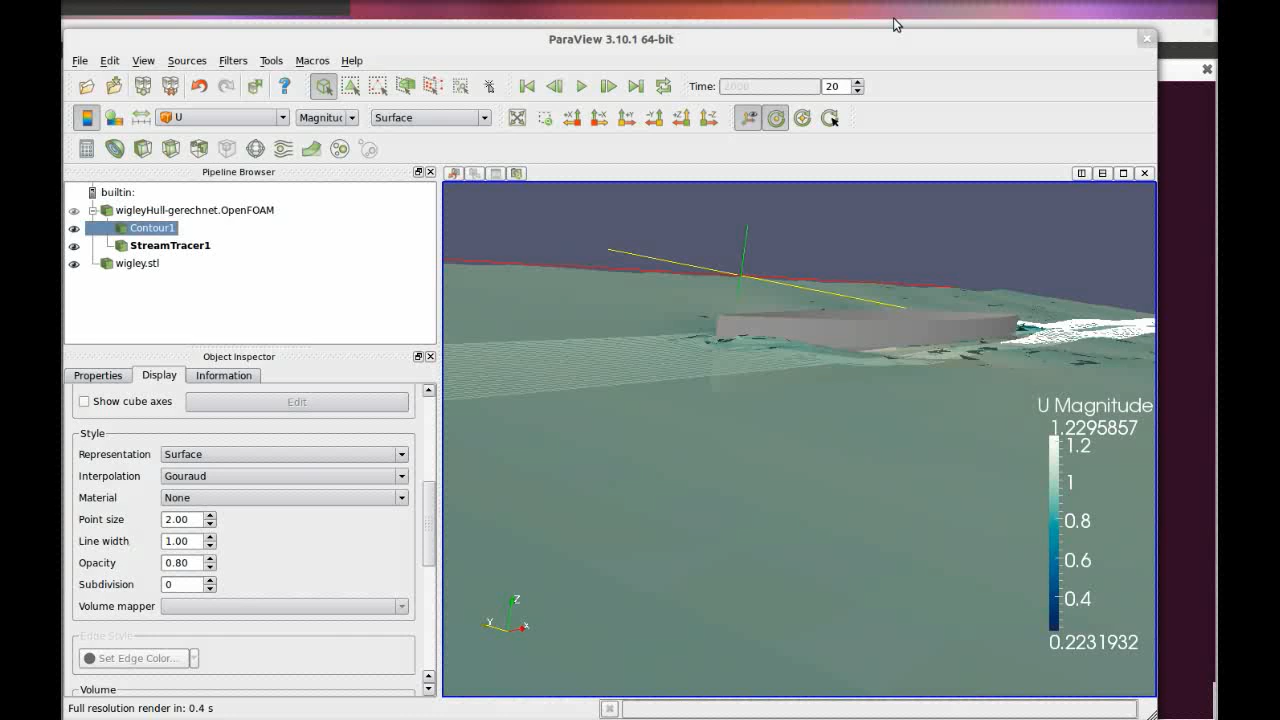 ParaView 3.10.1 64-bit
File Edit View Sources Filters Tools Macros Help
Time: 2000 20
U Magnituc Surface
Pipeline Browser
builtin:
wigleyHull-gerechnet.OpenFOAM
Contour1
StreamTracer1
wigley.stl
Object Inspector
Properties Display Information
Show cube axes Edit
Style
Representation Surface
Interpolation Gouraud
Material None
Point size 2.00
Line width 1.00
Opacity 0.80
Subdivision 0
Volume mapper
Edge Style
Set Edge Color...
Volume
Full resolution render in: 0.4 s
U Magnitude
1.2295857
1.2
1
0.8
0.6
0.4
0.2231932
Z
Y
X
+X -X +Y -Y +Z -Z